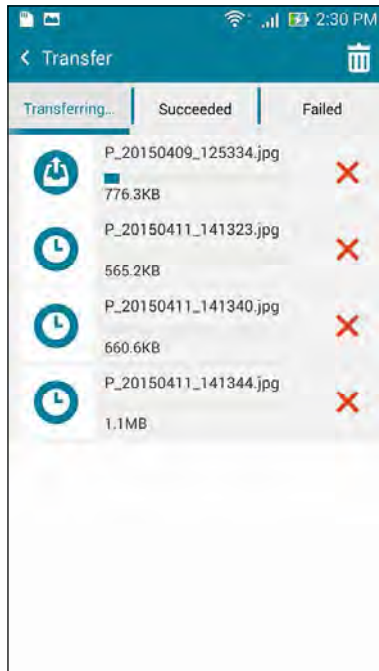 2:30 PM
Transfer
Transferring... Succeeded Failed
P_20150409_125334.jpg
776.3KB
P_20150411_141323.jpg
565.2KB
P_20150411_141340.jpg
660.6KB
P_20150411_141344.jpg
1.1MB